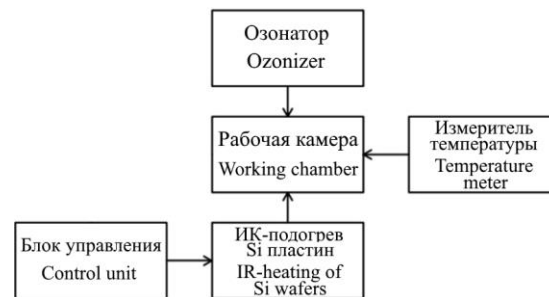 Озонатор
Ozonizer
Рабочая камера
Working chamber
Измеритель
температуры
Temperature
meter
Блок управления
Control unit
ИК-подогрев
Si пластин
IR-heating of
Si wafers